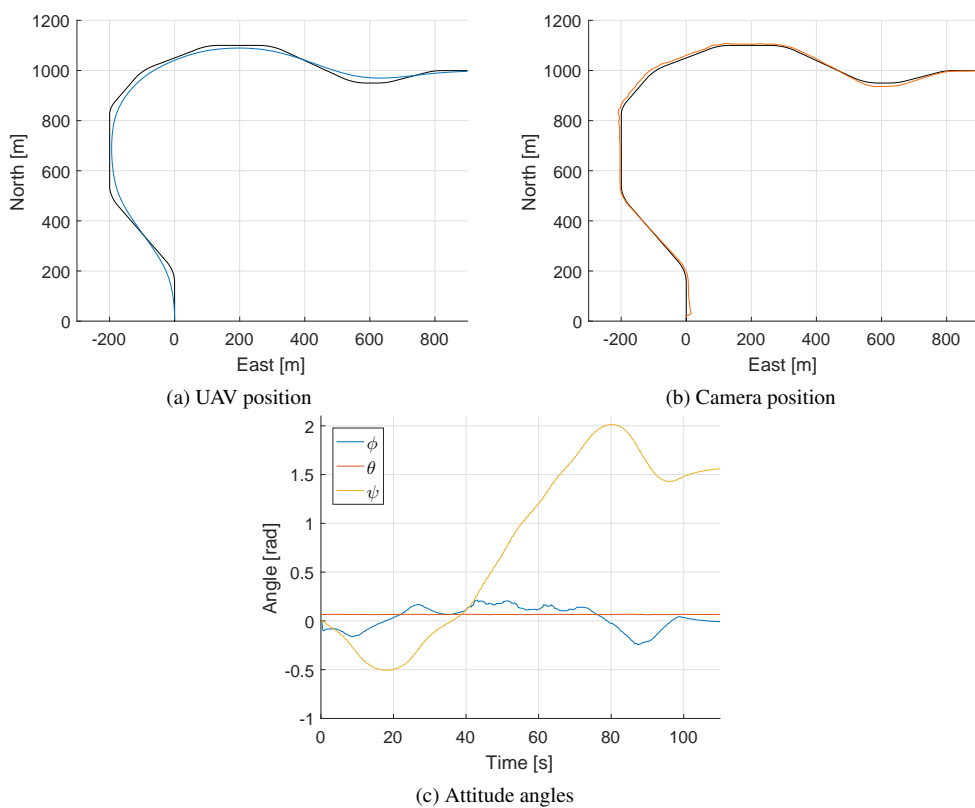 1200
1000
800
600
400
200
0
North [m]
-200 0 200 400 600 800
East [m]
(a) UAV position
1200
1000
800
600
400
200
0
North [m]
-200 0 200 400 600 800
East [m]
(b) Camera position
2
1.5
1
0.5
0
-0.5
-1
Angle [rad]
ϕ
θ
ψ
0 20 40 60 80 100
Time [s]
(c) Attitude angles